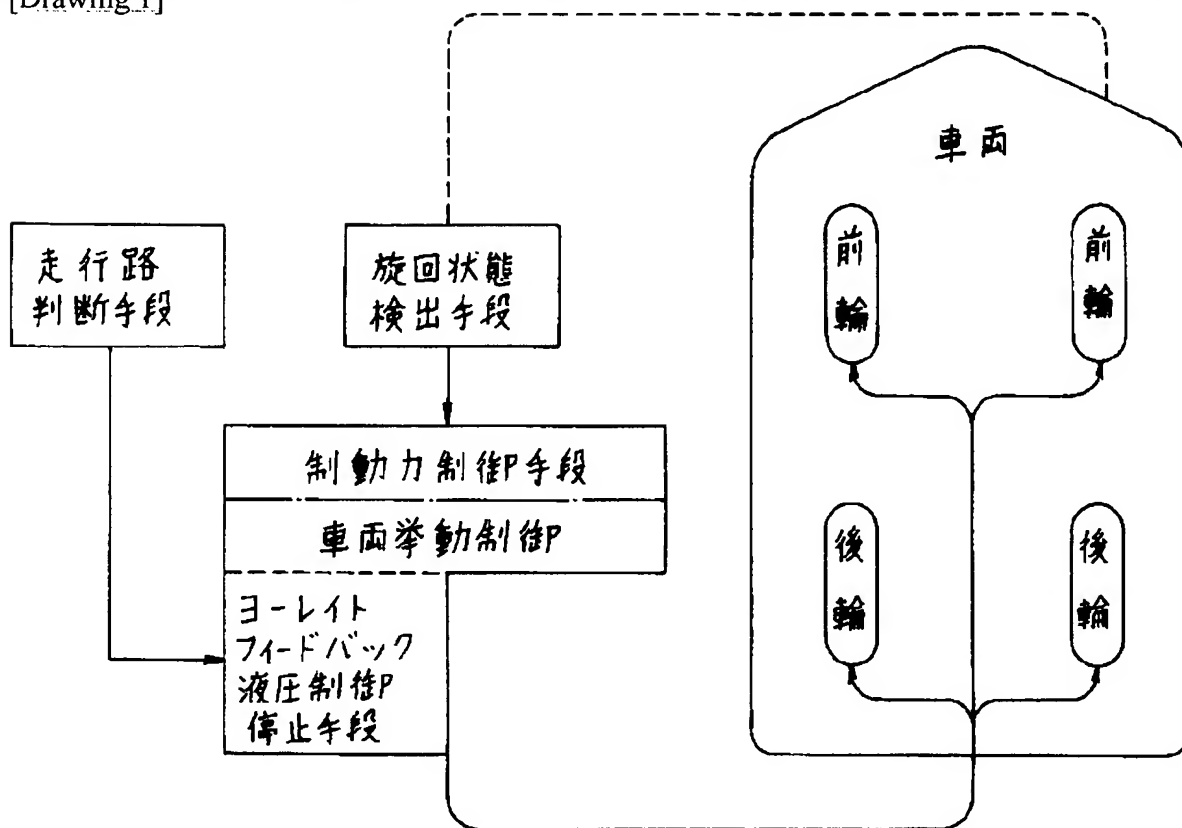 [Drawing 1]
車両
走行路
判断手段
旋回状態
検出手段
前輪
前輪
制動力制御手段
車両挙動制御
ヨーレイト
フィードバック
液圧制御
停止手段
後輪
後輪